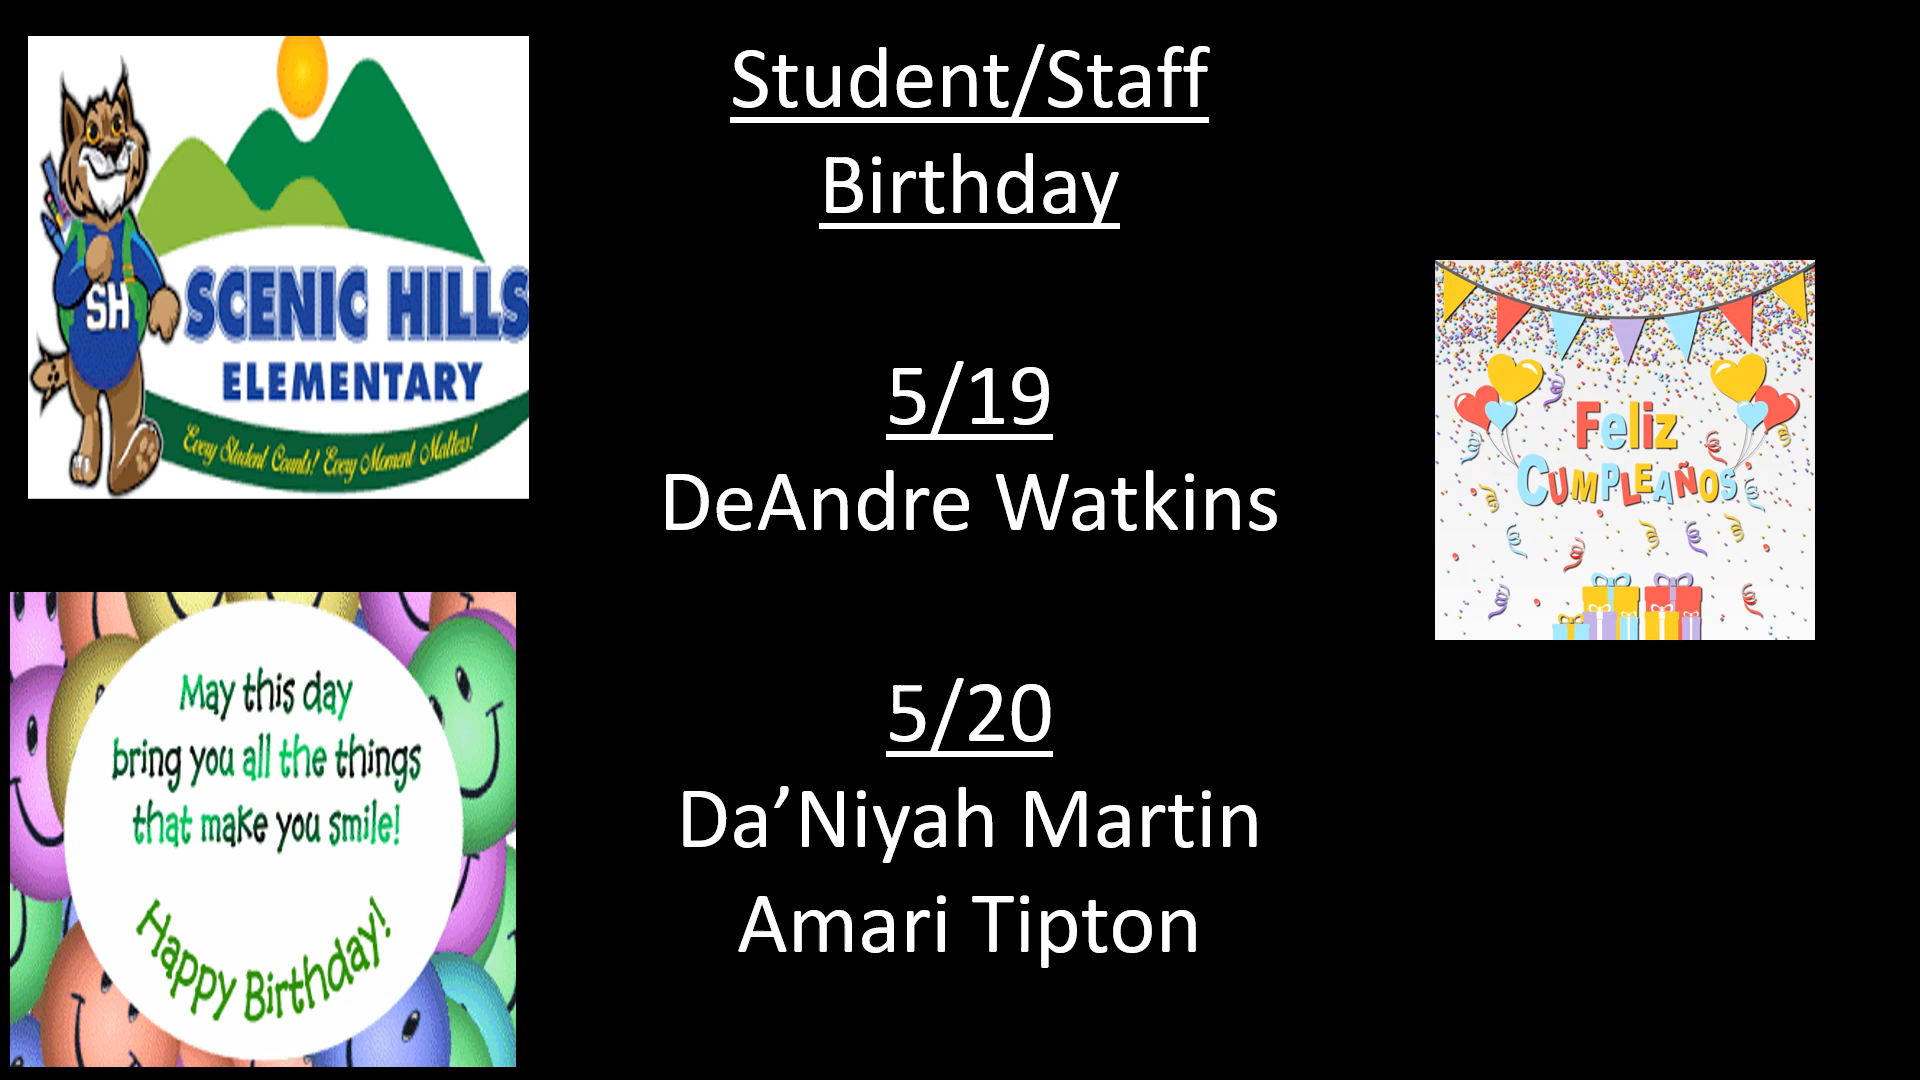 SH
SCENIC HILLS
ELEMENTARY
Every Student Counts! Every Moment Matters!
Student/Staff
Birthday
5/19
DeAndre Watkins
5/20
Da’Niyah Martin
Amari Tipton
May this day
bring you all the things
that make you smile!
Happy Birthday!
Feliz
CUMPLEAÑOS